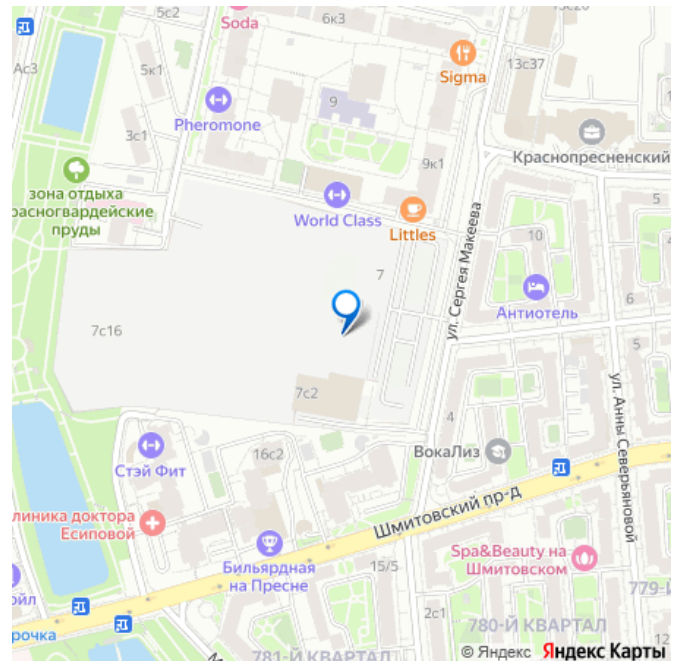 5с2
Soda
6к3
13с20
12
Ас3
5к1
Sigma
13с37
9
Pheromone
3с1
Краснопресненский
9к1
зона отдыха
расногвардейские
пруды
World Class
Littles
ул. Сергея Макеева
5
10
7
Антиотель
6
7с16
5
ул. Анны Северьяновой
7с2
4
16с2
ВокаЛиз
Стэй Фит
Шмитовский пр-д
линика доктора
Есиповой
Бильярдная
на Пресне
15/5
Spa&Beauty на
Шмитовском
779-Й
ойл
2с1
780-Й КВАРТАЛ
рочка
781-Й КВАРТАЛ
© Яндекс Яндекс Карты